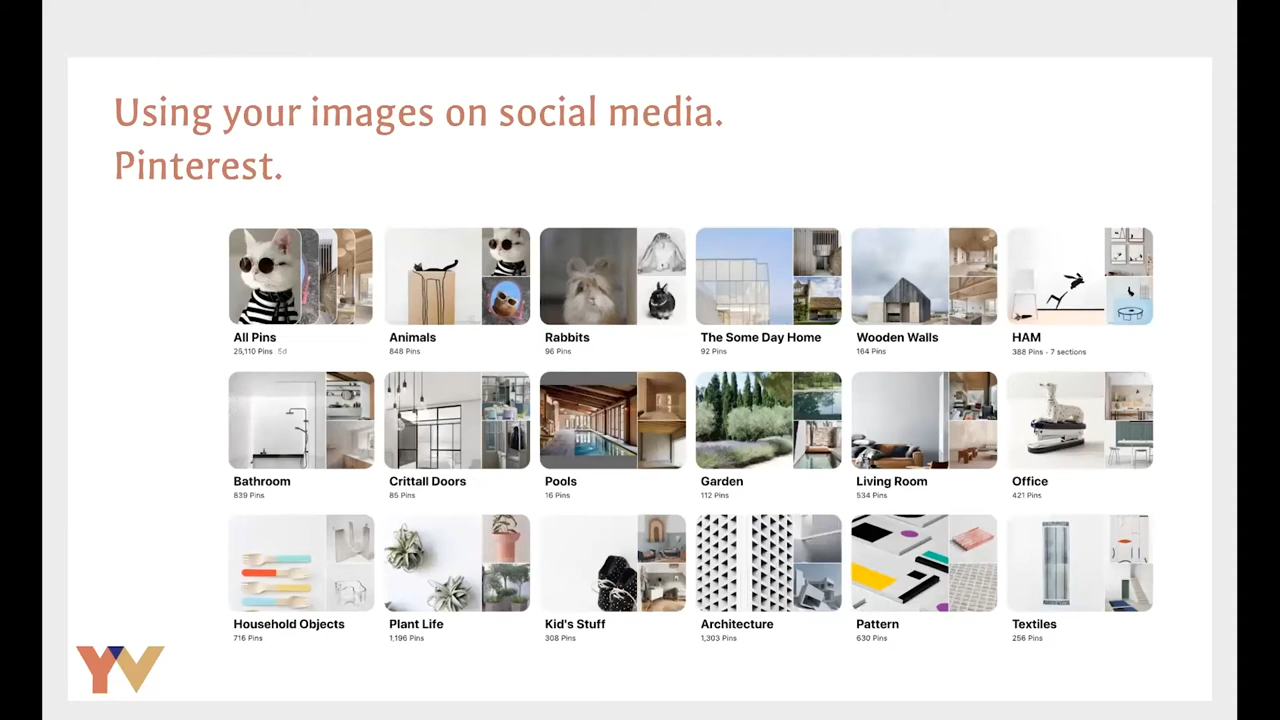 Using your images on social media.
Pinterest.
All Pins
25,110 Pins · 5d
Animals
848 Pins
Rabbits
96 Pins
The Some Day Home
92 Pins
Wooden Walls
164 Pins
HAM
388 Pins · 7 sections
Bathroom
839 Pins
Crittall Doors
85 Pins
Pools
16 Pins
Garden
112 Pins
Living Room
534 Pins
Office
421 Pins
Household Objects
716 Pins
Plant Life
1,196 Pins
Kid's Stuff
308 Pins
Architecture
1,303 Pins
Pattern
630 Pins
Textiles
256 Pins
YV